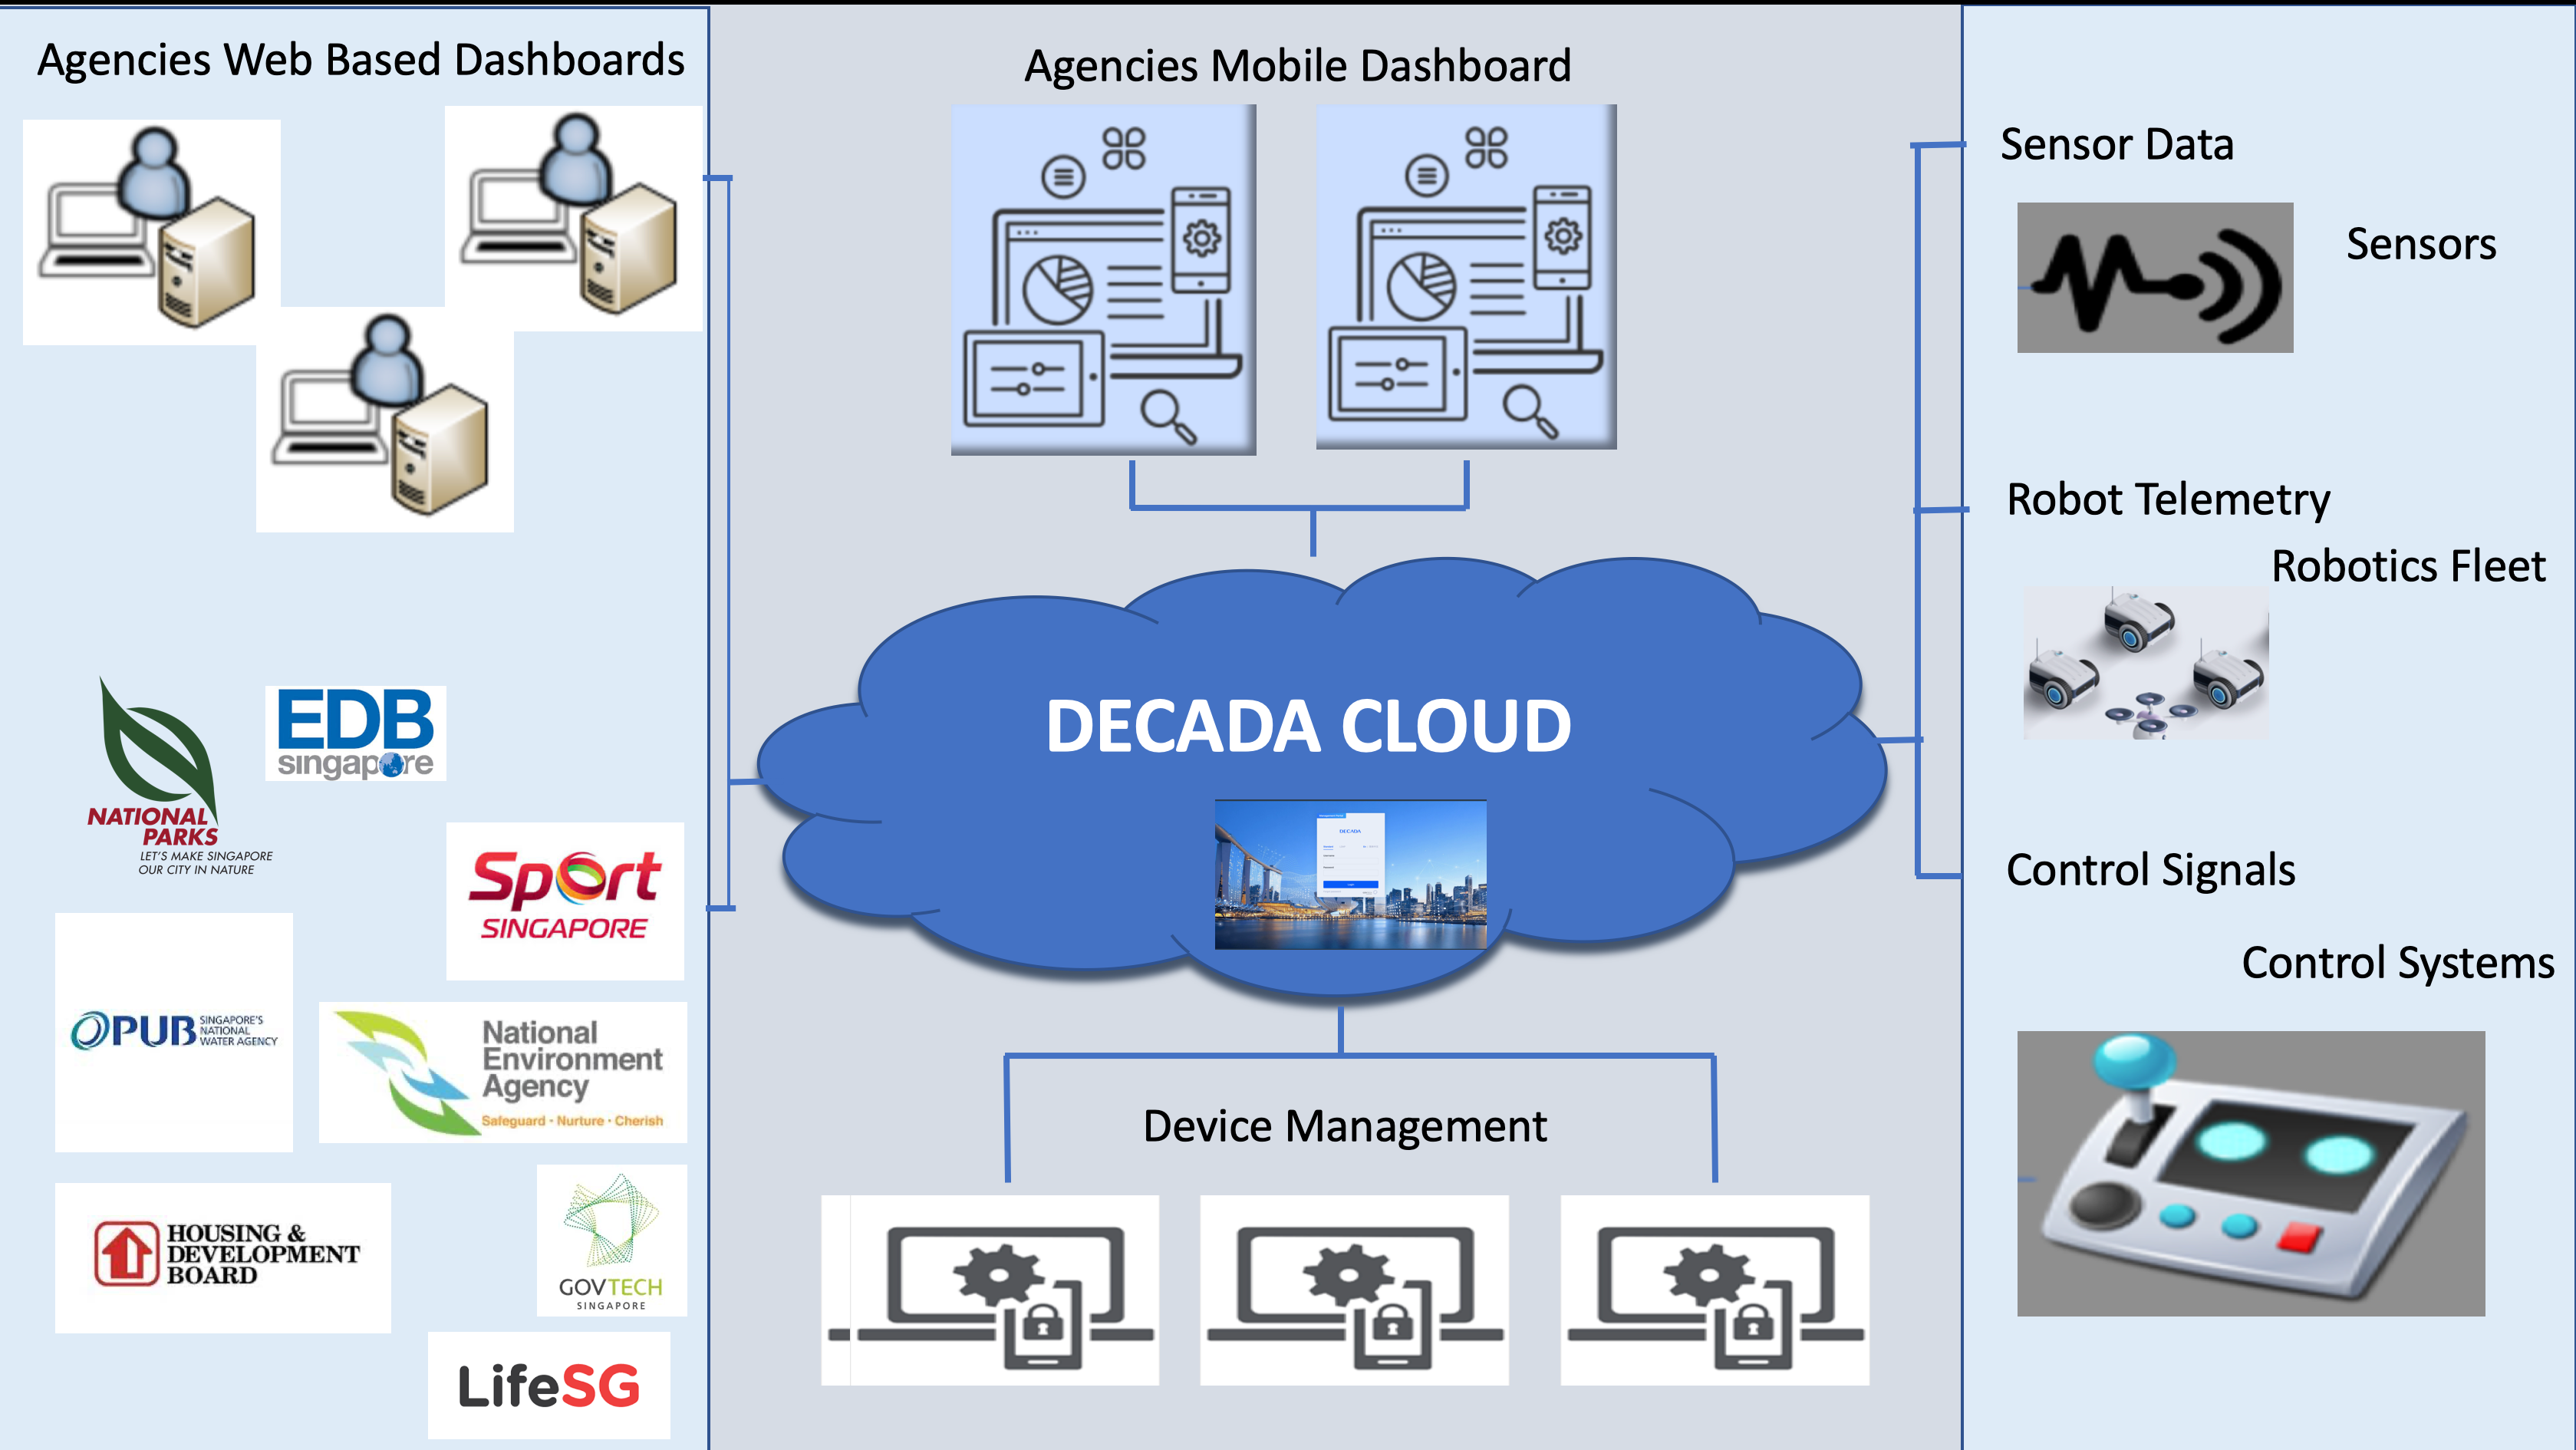 Agencies Web Based Dashboards
NATIONAL
PARKS
LET'S MAKE SINGAPORE
OUR CITY IN NATURE
EDB
singapore
Sport
SINGAPORE
PUB
SINGAPORE'S
NATIONAL
WATER AGENCY
National
Environment
Agency
Safeguard · Nurture · Cherish
HOUSING &
DEVELOPMENT
BOARD
GOVTECH
SINGAPORE
LifeSG
Agencies Mobile Dashboard
DECADA CLOUD
DECADA
Device Management
Sensor Data
Sensors
Robot Telemetry
Robotics Fleet
Control Signals
Control Systems